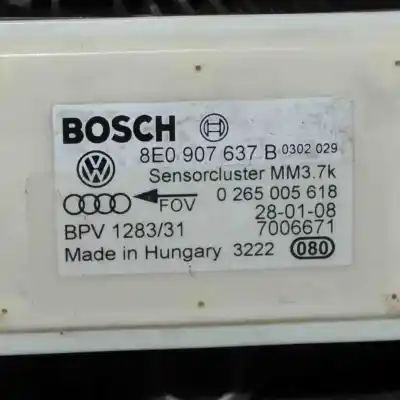 BOSCH
8E0 907 637 B 0302 029
Sensorcluster MM3.7k
FOV 0 265 005 618
28-01-08
BPV 1283/31 7006671
Made in Hungary 3222 080